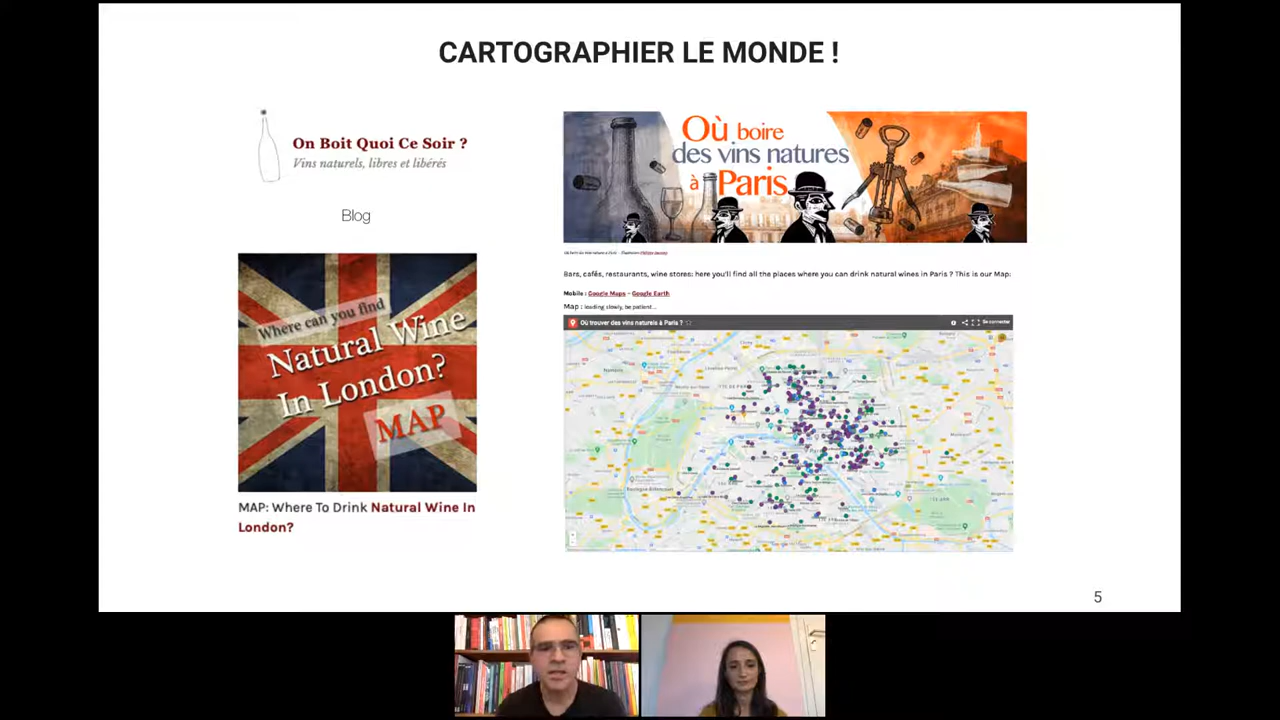 CARTOGRAPHIER LE MONDE !
On Boit Quoi Ce Soir ?
Vins naturels, libres et libérés
Blog
Where can you find
Natural Wine
In London?
MAP
MAP: Where To Drink Natural Wine In
London?
Où boire
des vins natures
à Paris
Bars, cafés, restaurants, wine stores: here you'll find all the places where you can drink natural wines in Paris ? This is our Map:
Mobile : Google Maps – Google Earth
Map : loading slowly, be patient...
Où trouver des vins naturels à Paris ?
Se connecter
5